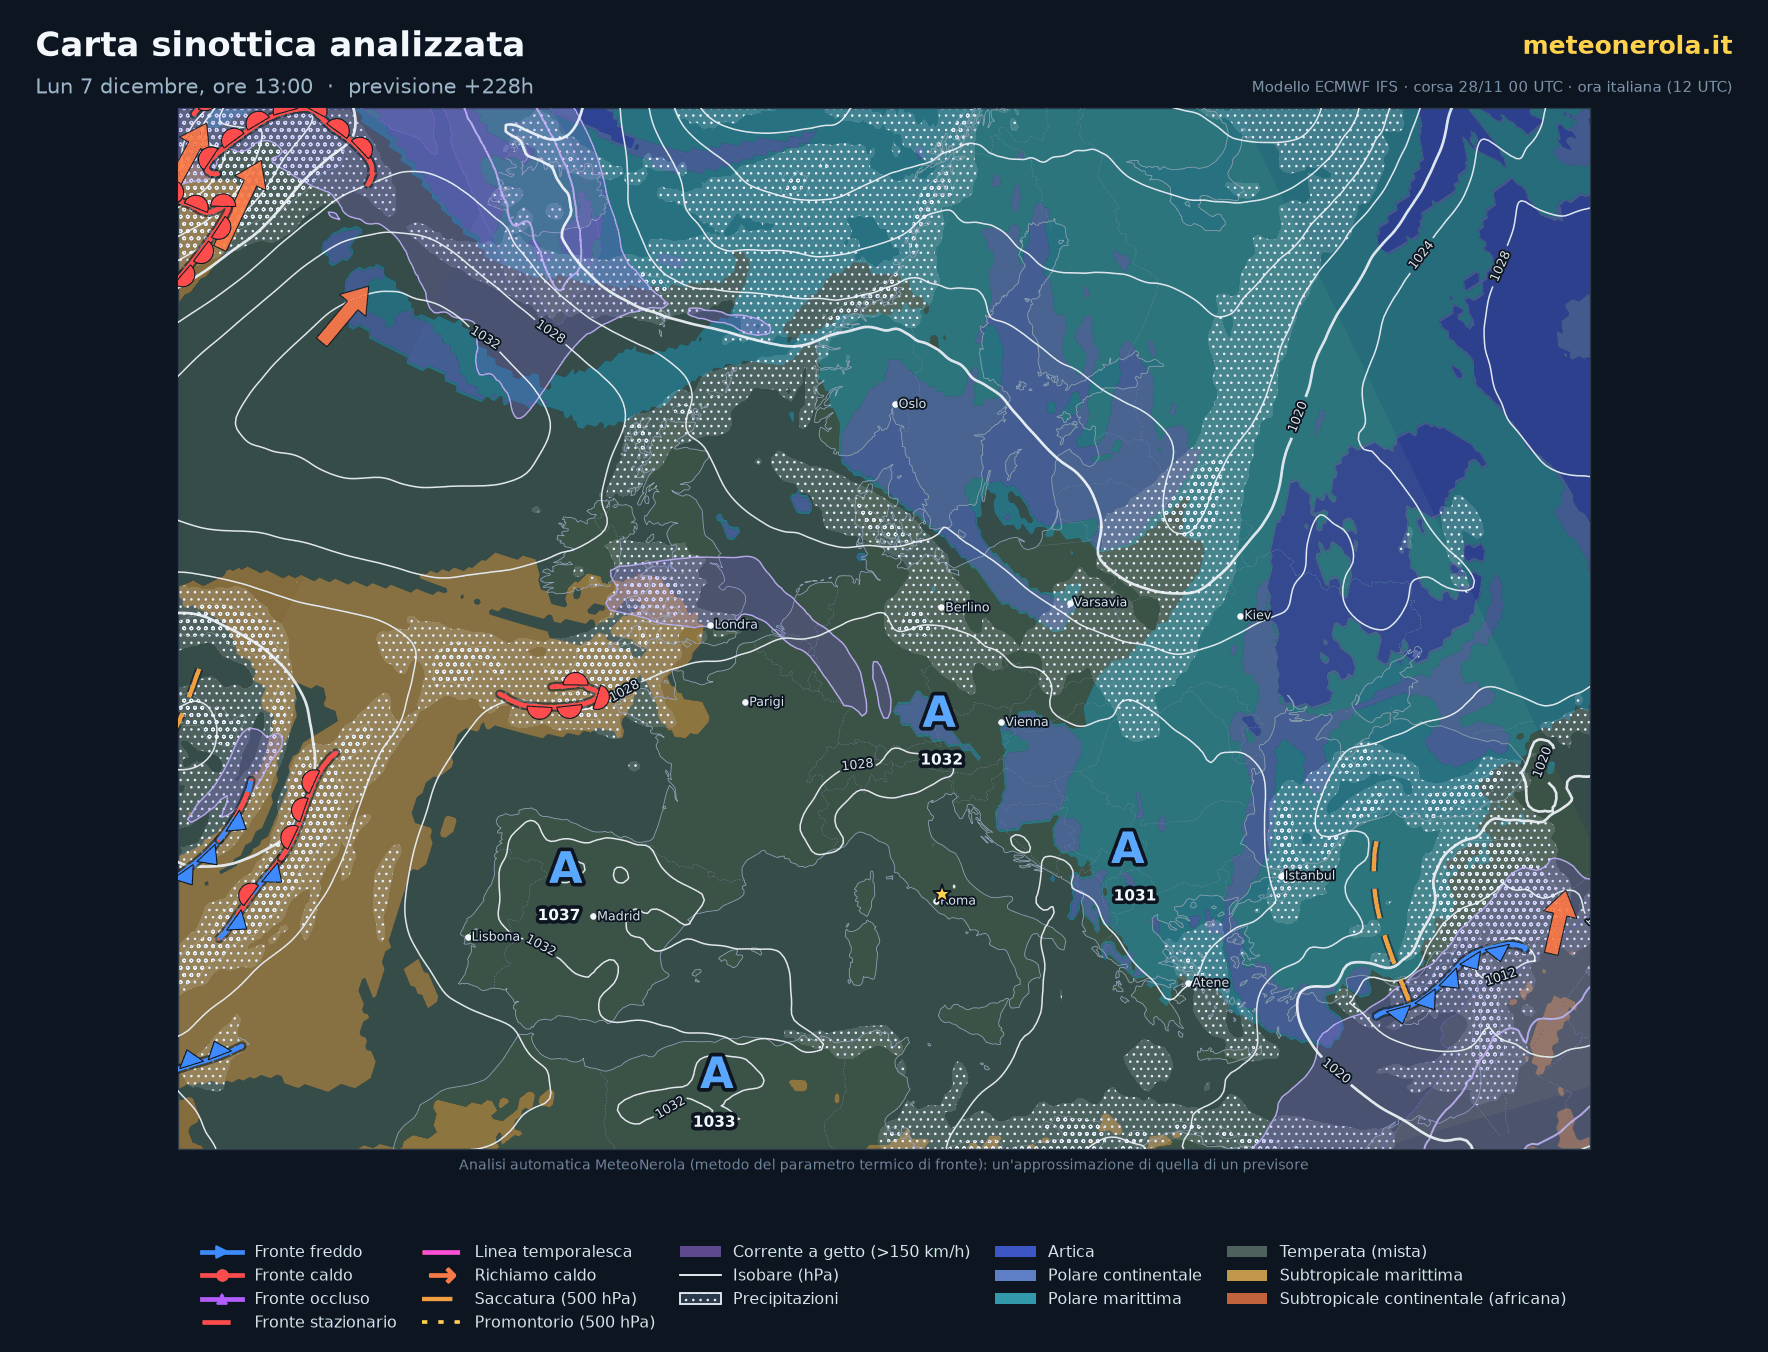 Carta sinottica analizzata
meteonerola.it
Lun 7 dicembre, ore 13:00 · previsione +228h
Modello ECMWF IFS · corsa 28/11 00 UTC · ora italiana (12 UTC)
1024
1028
1032
1028
Oslo
1020
Berlino
Varsavia
Kiev
Londra
1028
Parigi
A
Vienna
1032
1028
1020
A
A
Istanbul
1031
1037
Madrid
Roma
Lisbona
1032
Atene
1012
1020
A
1032
1033
Analisi automatica MeteoNerola (metodo del parametro termico di fronte): un'approssimazione di quella di un previsore
Fronte freddo
Linea temporalesca
Corrente a getto (>150 km/h)
Artica
Temperata (mista)
Fronte caldo
Richiamo caldo
Isobare (hPa)
Polare continentale
Subtropicale marittima
Fronte occluso
Saccatura (500 hPa)
Precipitazioni
Polare marittima
Subtropicale continentale (africana)
Fronte stazionario
Promontorio (500 hPa)